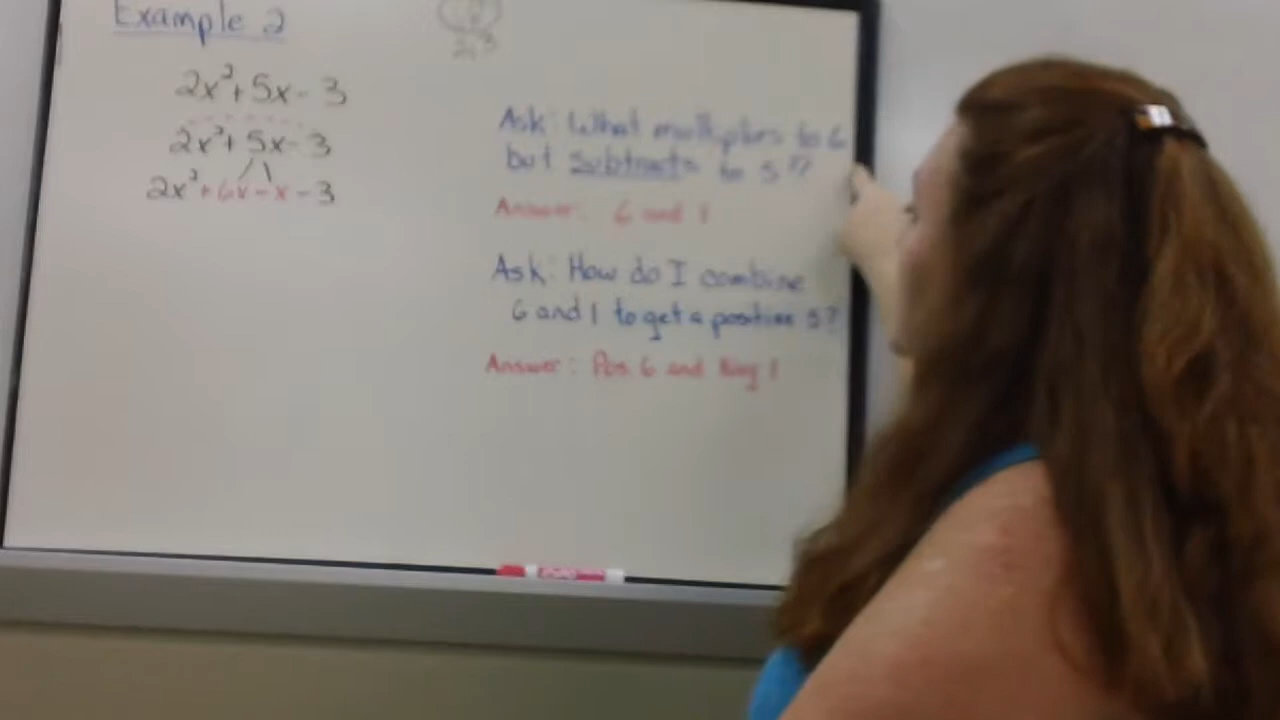 Example 2
2x²+5x-3
2x²+5x-3
2x²+6x-x-3
Ask: What multiplies to 6
but subtracts to 5??
Answer: 6 and 1
Ask: How do I combine
6 and 1 to get a positive 5?
Answer: Pos. 6 and Neg 1